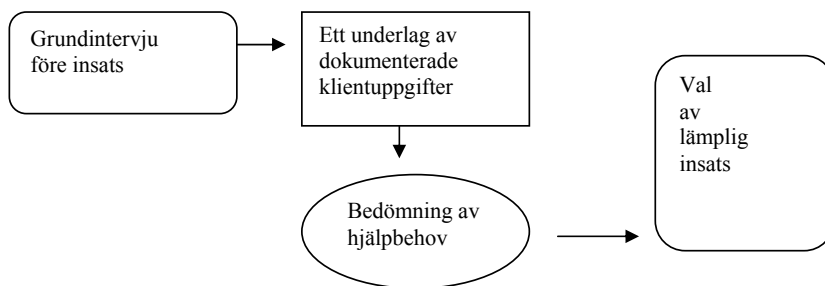 Grundintervju
före insats
Ett underlag av
dokumenterade
klientuppgifter
Bedömning av
hjälpbehov
Val
av
lämplig
insats